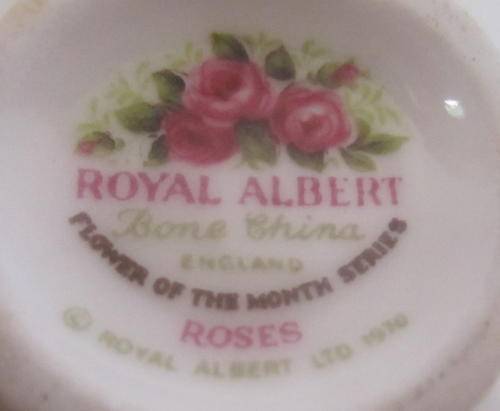 ROYAL ALBERT
Bone China
ENGLAND
FLOWER OF THE MONTH SERIES
ROSES
© ROYAL ALBERT LTD 1970